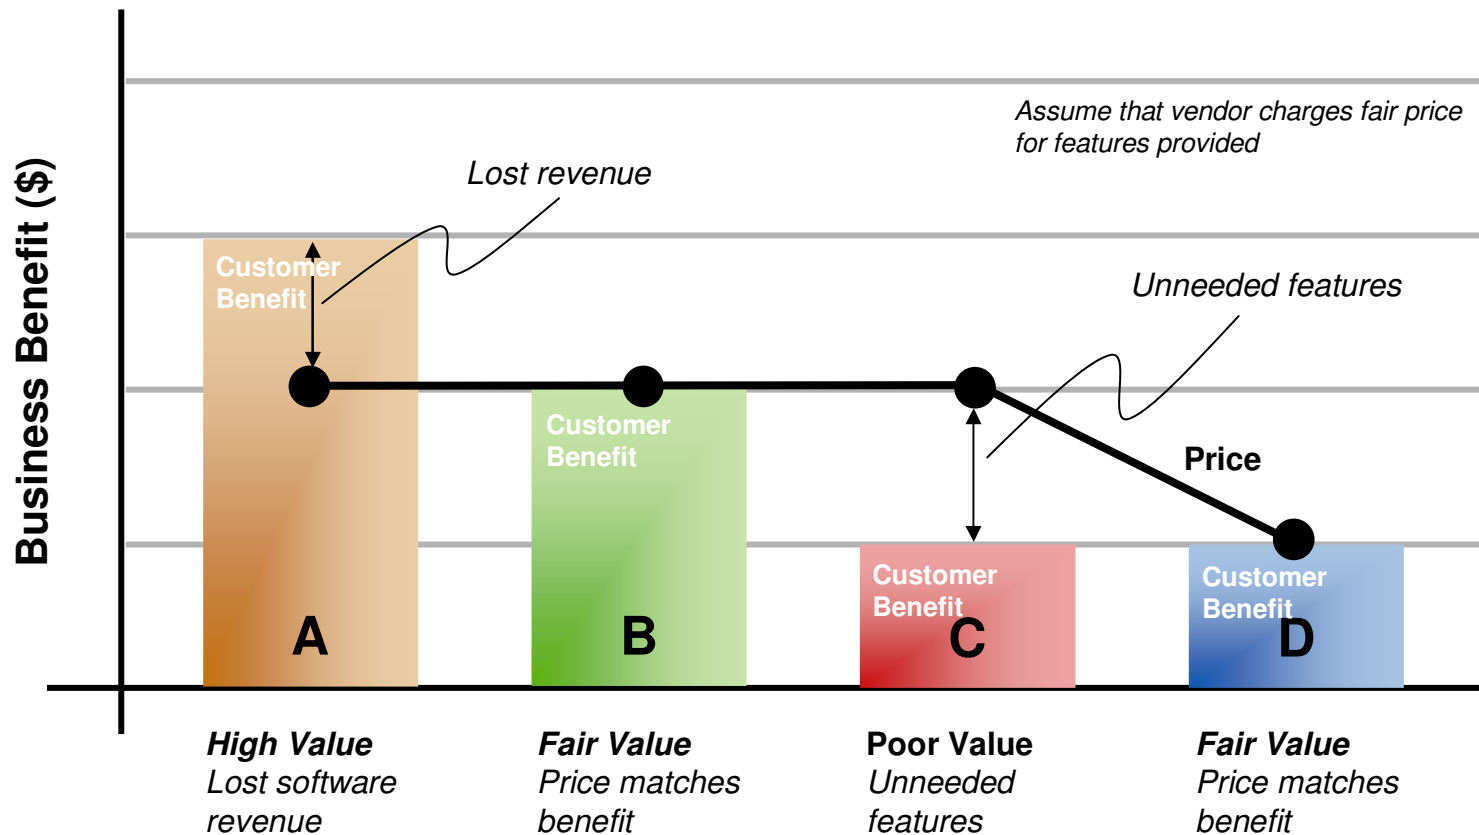 Assume that vendor charges fair price
for features provided
Lost revenue
Business Benefit ($)
Customer
Benefit
Unneeded features
Customer
Benefit
Price
Customer
Benefit
Customer
Benefit
A
B
C
D
High Value
Lost software
revenue
Fair Value
Price matches
benefit
Poor Value
Unneeded
features
Fair Value
Price matches
benefit